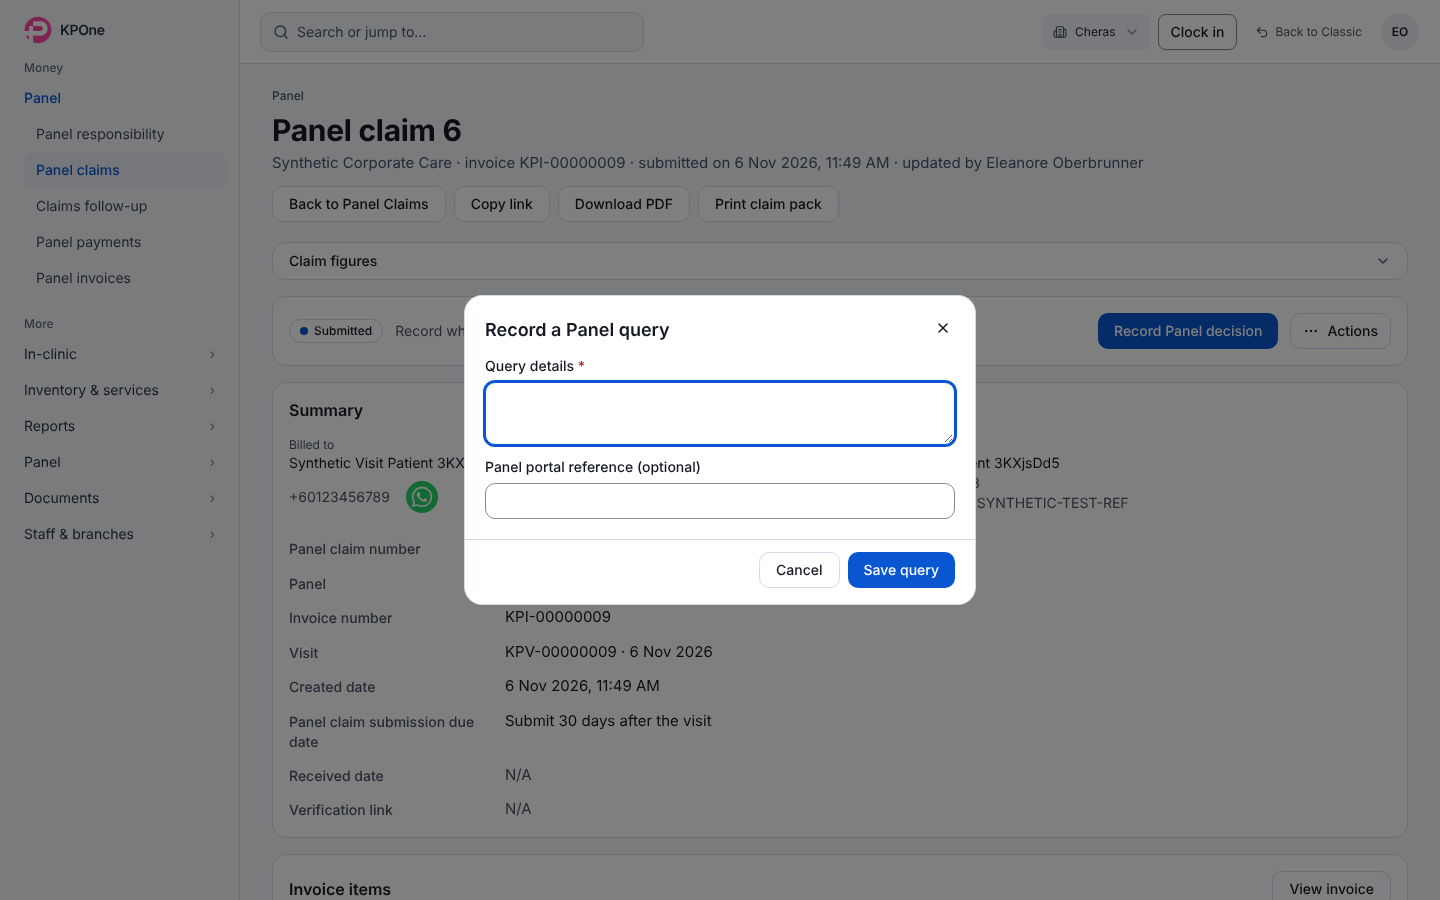 KPOne
Search or jump to...
Cheras
Clock in
Back to Classic
EO
Money
Panel
Panel responsibility
Panel claims
Claims follow-up
Panel payments
Panel invoices
More
In-clinic
Inventory & services
Reports
Panel
Documents
Staff & branches
Panel
Panel claim 6
Synthetic Corporate Care · invoice KPI-00000009 · submitted on 6 Nov 2026, 11:49 AM · updated by Eleanore Oberbrunner
Back to Panel Claims
Copy link
Download PDF
Print claim pack
Claim figures
Submitted
Record
Record Panel decision
Actions
Record a Panel query
Query details *
Panel portal reference (optional)
Cancel
Save query
Summary
Billed to
Synthetic Visit Patient
3KXjsDd5
+60123456789
SYNTHETIC-TEST-REF
Panel claim number
Panel
Invoice number
KPI-00000009
Visit
KPV-00000009 · 6 Nov 2026
Created date
6 Nov 2026, 11:49 AM
Panel claim submission due date
Submit 30 days after the visit
Received date
N/A
Verification link
N/A
Invoice items
View invoice